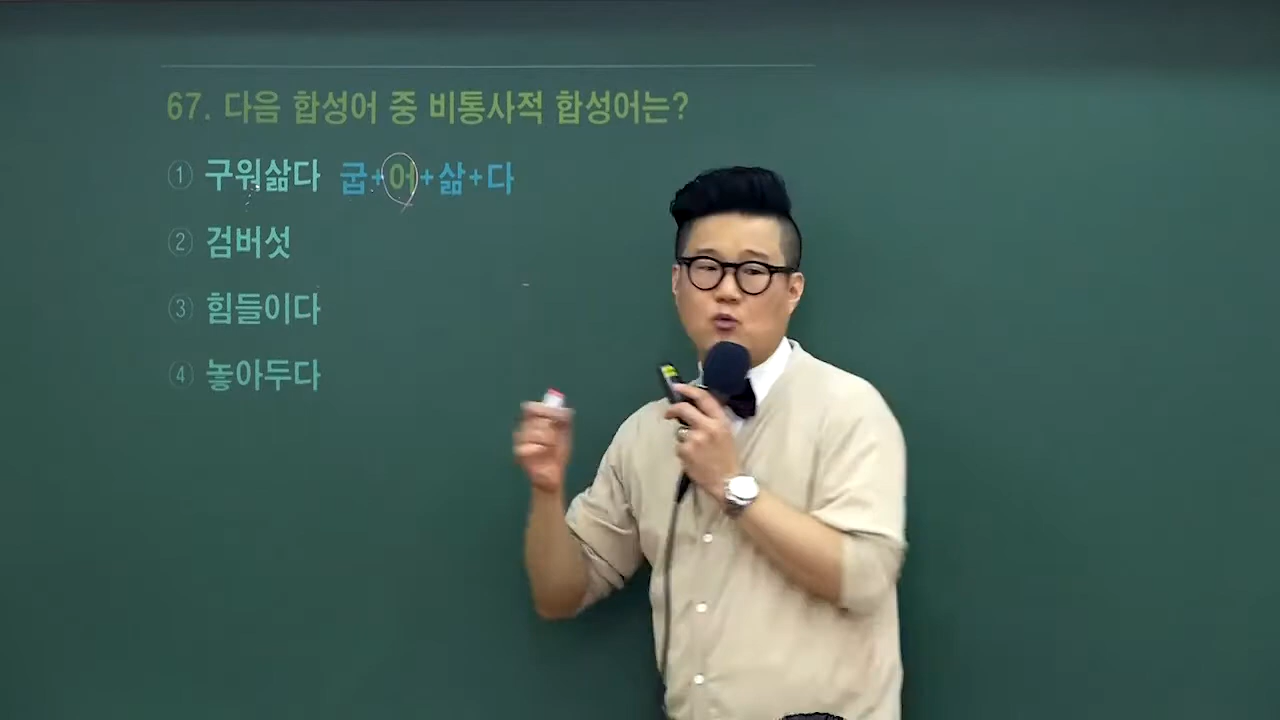 67. 다음 합성어 중 비통사적 합성어는?
① 구워삶다 굽+어+삶+다
② 검버섯
③ 힘들이다
④ 놓아두다